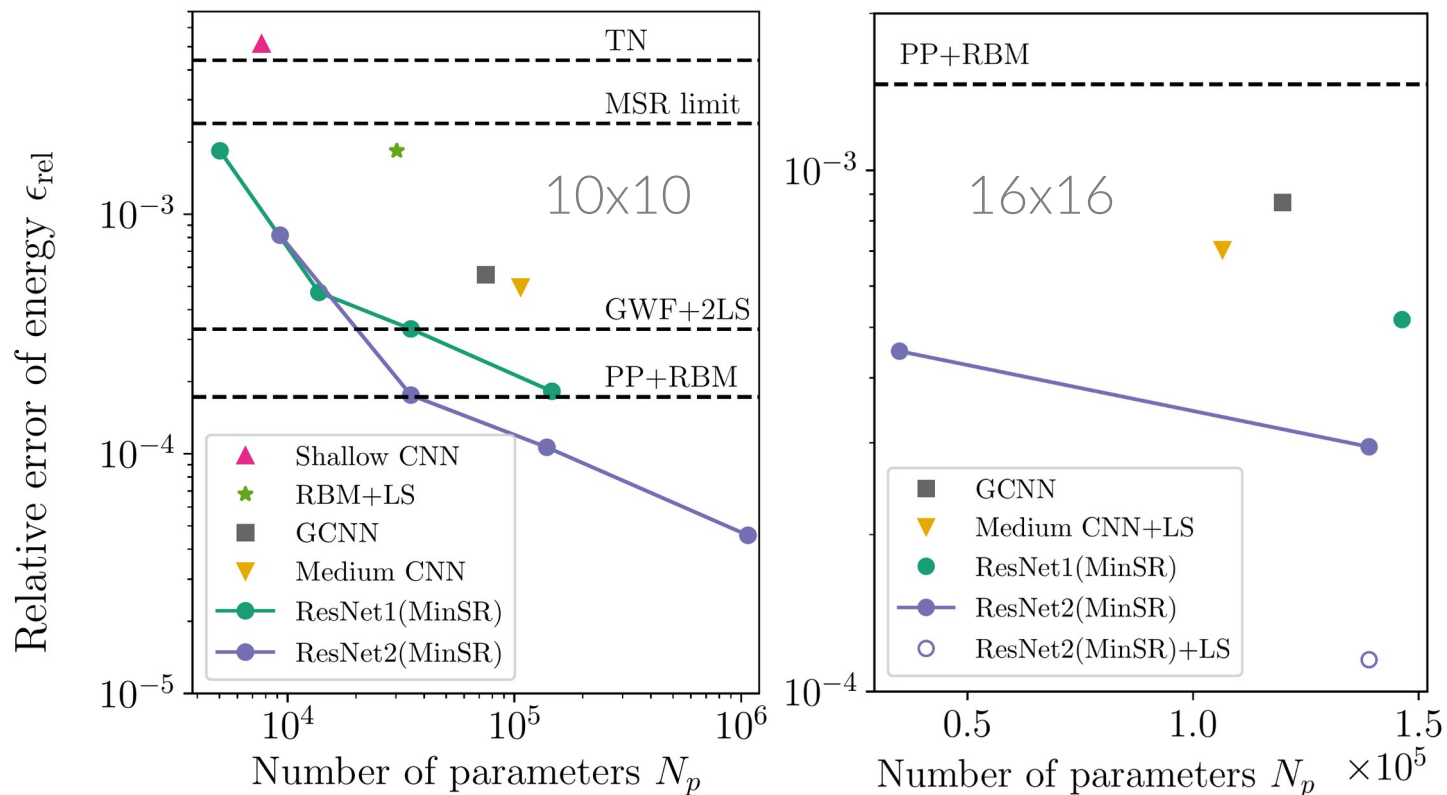 Relative error of energy ϵ_rel
10^-3
10^-4
10^-5
TN
MSR limit
10x10
GWF+2LS
PP+RBM
Shallow CNN
RBM+LS
GCNN
Medium CNN
ResNet1(MinSR)
ResNet2(MinSR)
10^4 10^5 10^6
Number of parameters N_p
PP+RBM
10^-3
16x16
GCNN
Medium CNN+LS
ResNet1(MinSR)
ResNet2(MinSR)
ResNet2(MinSR)+LS
10^-4
0.5 1.0 1.5
Number of parameters N_p ×10^5